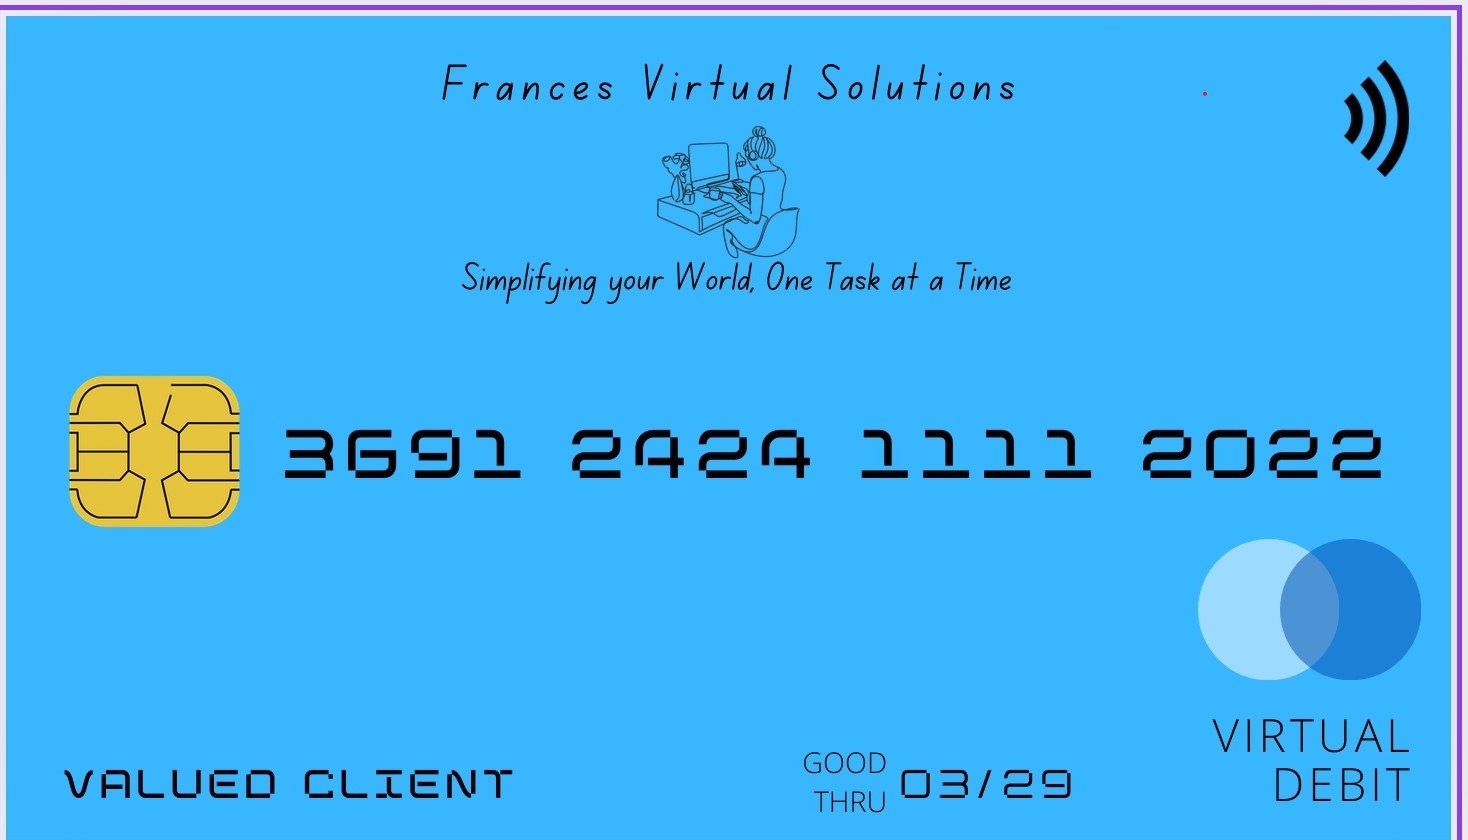 Frances Virtual Solutions
Simplifying your World, One Task at a Time
3691 2424 1111 2022
VIRTUAL
DEBIT
VALUED CLIENT
GOOD
THRU
03/29